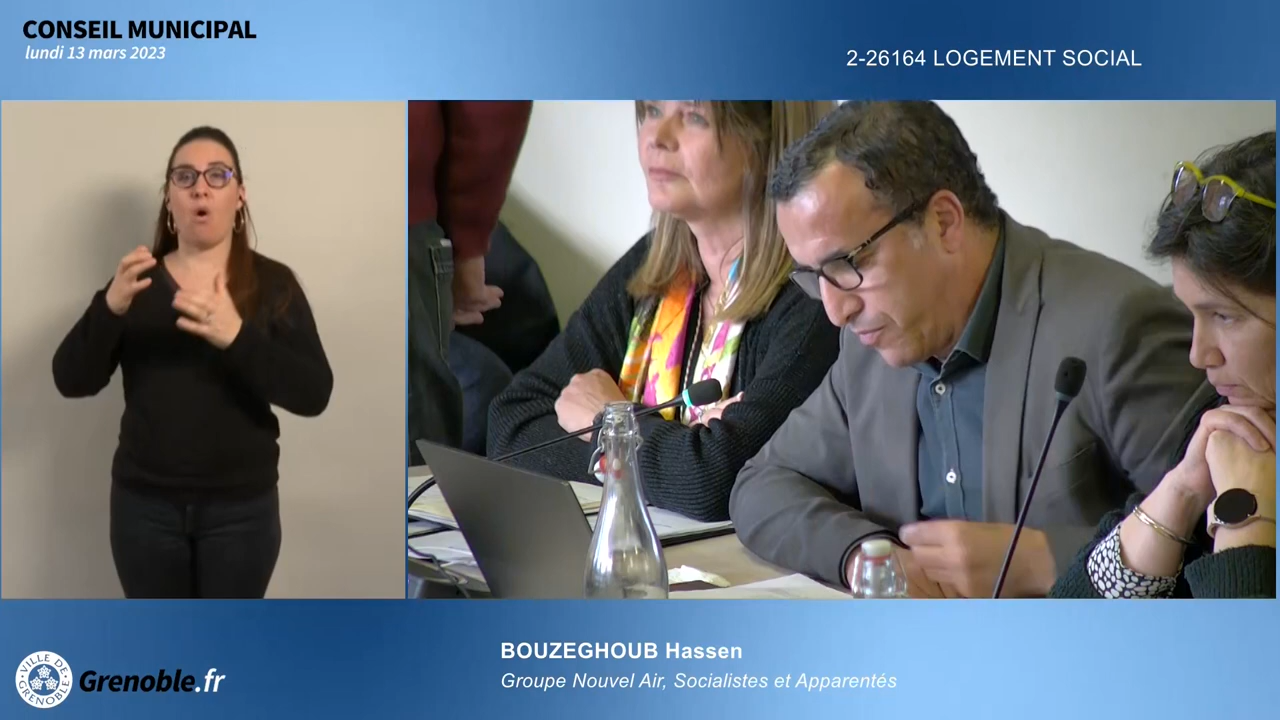 CONSEIL MUNICIPAL
lundi 13 mars 2023
2-26164 LOGEMENT SOCIAL
BOUZEGHOUB Hassen
Groupe Nouvel Air, Socialistes et Apparentés
VILLE DE GRENOBLE
Grenoble.fr